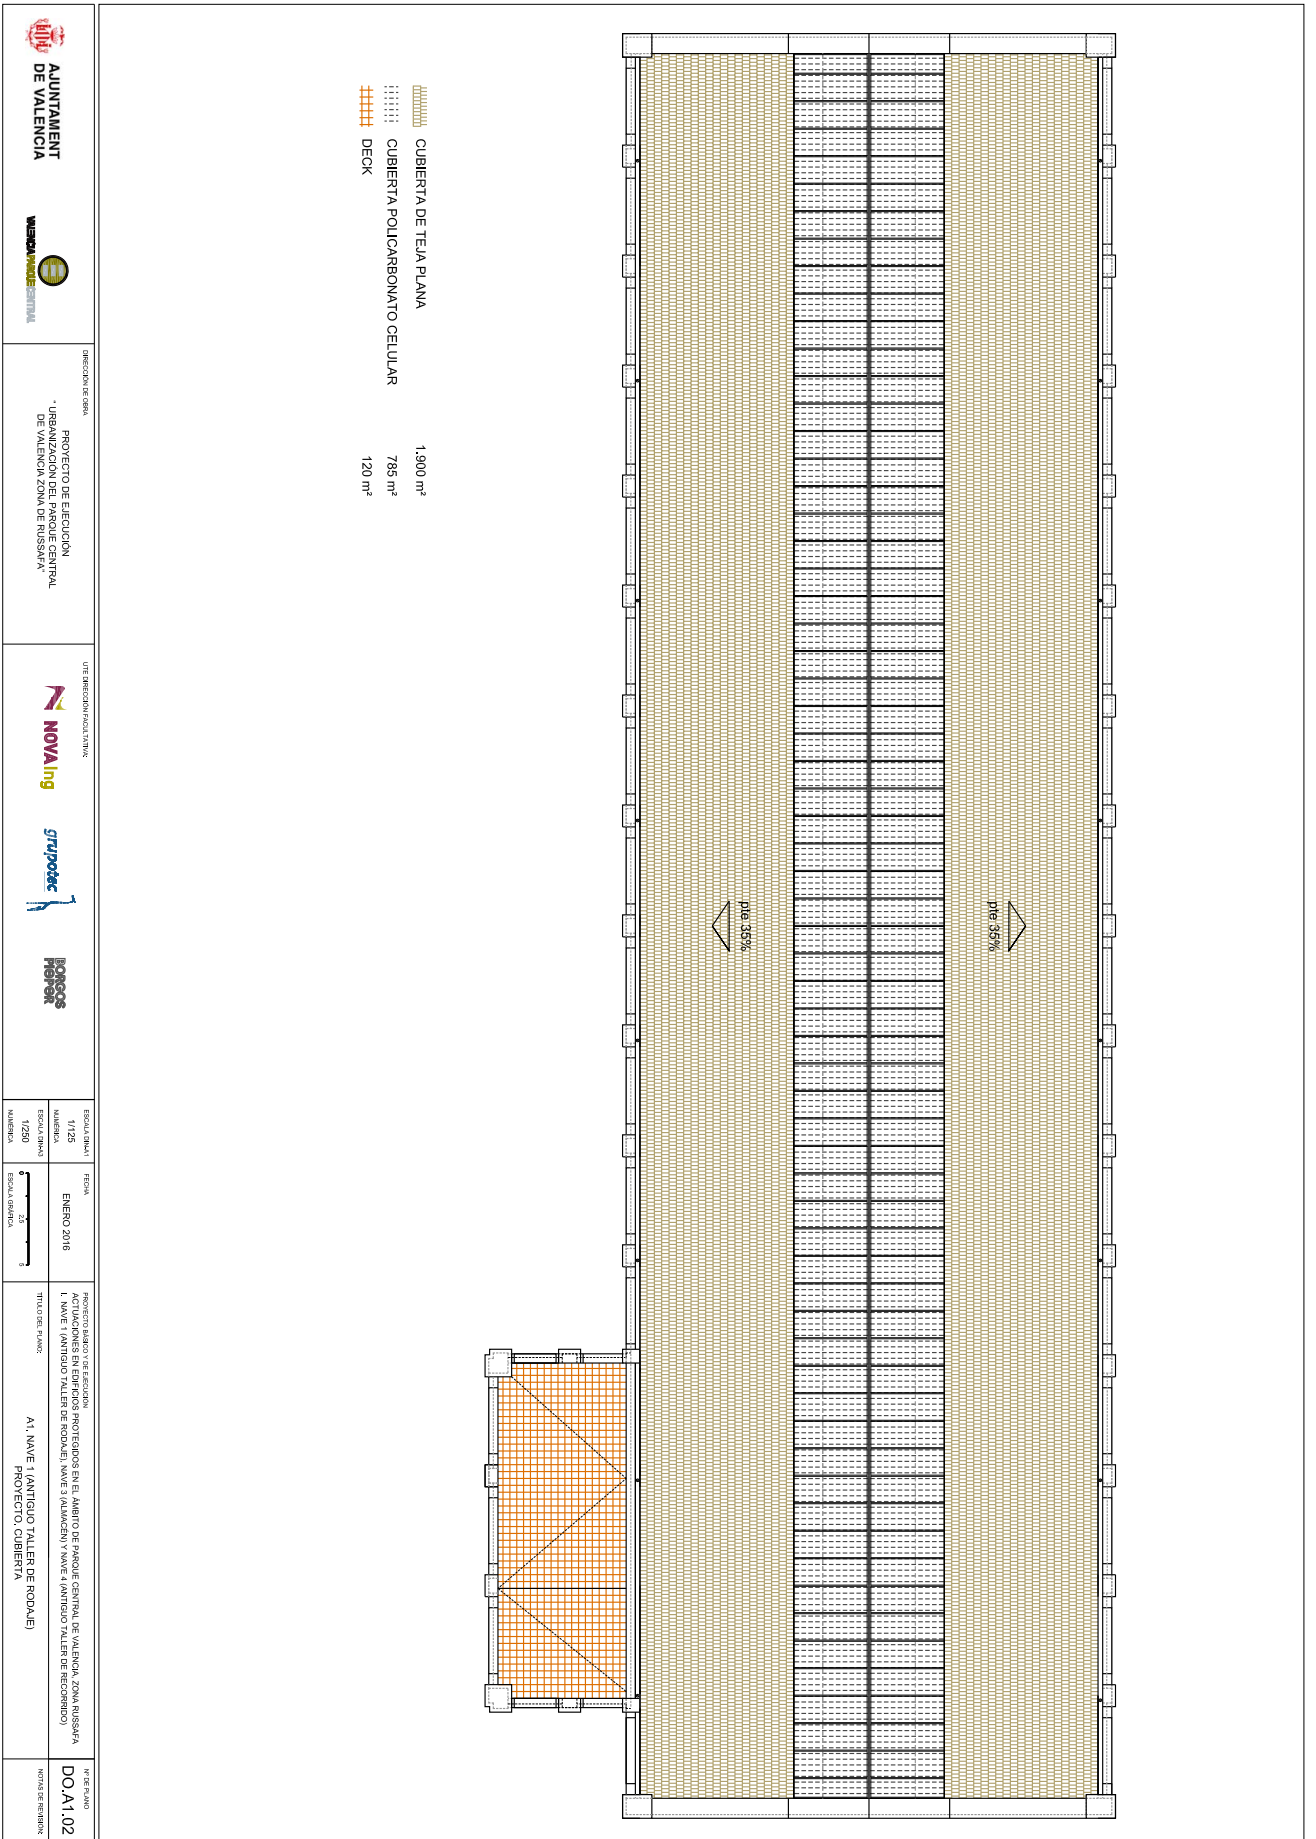 pte 35%
pte 35%
CUBIERTA DE TEJA PLANA 1.900 m²
CUBIERTA POLICARBONATO CELULAR 785 m²
DECK 120 m²
AJUNTAMENT
DE VALENCIA
VALENCIAPARQUECENTRAL
DIRECCIÓN DE OBRA
PROYECTO DE EJECUCIÓN
" URBANIZACIÓN DEL PARQUE CENTRAL
DE VALENCIA ZONA DE RUSSAFA"
UTE DIRECCIÓN FACULTATIVA:
NOVAIng
grupotec
BORGOS
PIEPER
ESCALA DIN-A1
1/125
NUMÉRICA
ESCALA DIN-A3
1/250
NUMÉRICA
FECHA
ENERO 2016
0 2,5 5
ESCALA GRÁFICA
PROYECTO BÁSICO Y DE EJECUCIÓN
ACTUACIONES EN EDIFICIOS PROTEGIDOS EN EL ÁMBITO DE PARQUE CENTRAL DE VALENCIA, ZONA RUSSAFA
I. NAVE 1 (ANTIGUO TALLER DE RODAJE), NAVE 3 (ALMACÉN) Y NAVE 4 (ANTIGUO TALLER DE RECORRIDO)
TÍTULO DEL PLANO:
A1. NAVE 1 (ANTIGUO TALLER DE RODAJE)
PROYECTO. CUBIERTA
Nº DE PLANO
DO.A1.02
NOTAS DE REVISIÓN: